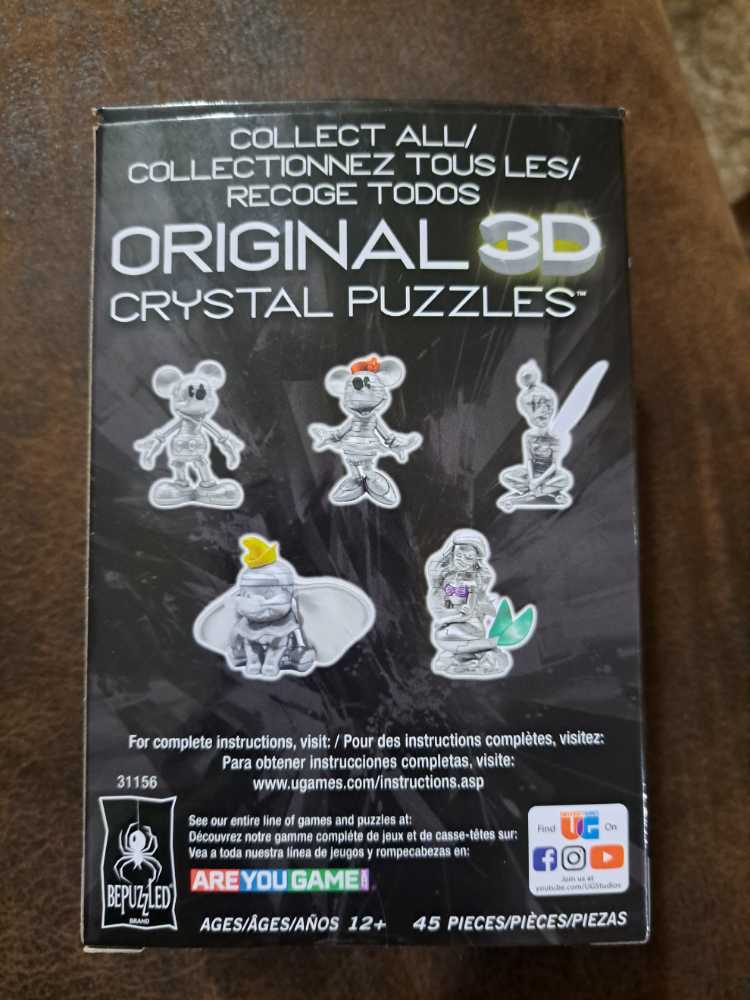 COLLECT ALL/
COLLECTIONNEZ TOUS LES/
RECOGE TODOS
ORIGINAL 3D
CRYSTAL PUZZLES™
For complete instructions, visit: / Pour des instructions complètes, visitez:
Para obtener instrucciones completas, visite:
www.ugames.com/instructions.asp
31156
BEPUZZLED®
BRAND
See our entire line of games and puzzles at:
Découvrez notre gamme complète de jeux et de casse-têtes sur:
Vea a toda nuestra línea de jeugos y rompecabezas en:
AREYOUGAME
Find UG On
Join us at
youtube.com/UGStudios
AGES/ÂGES/AÑOS 12+ 45 PIECES/PIÈCES/PIEZAS